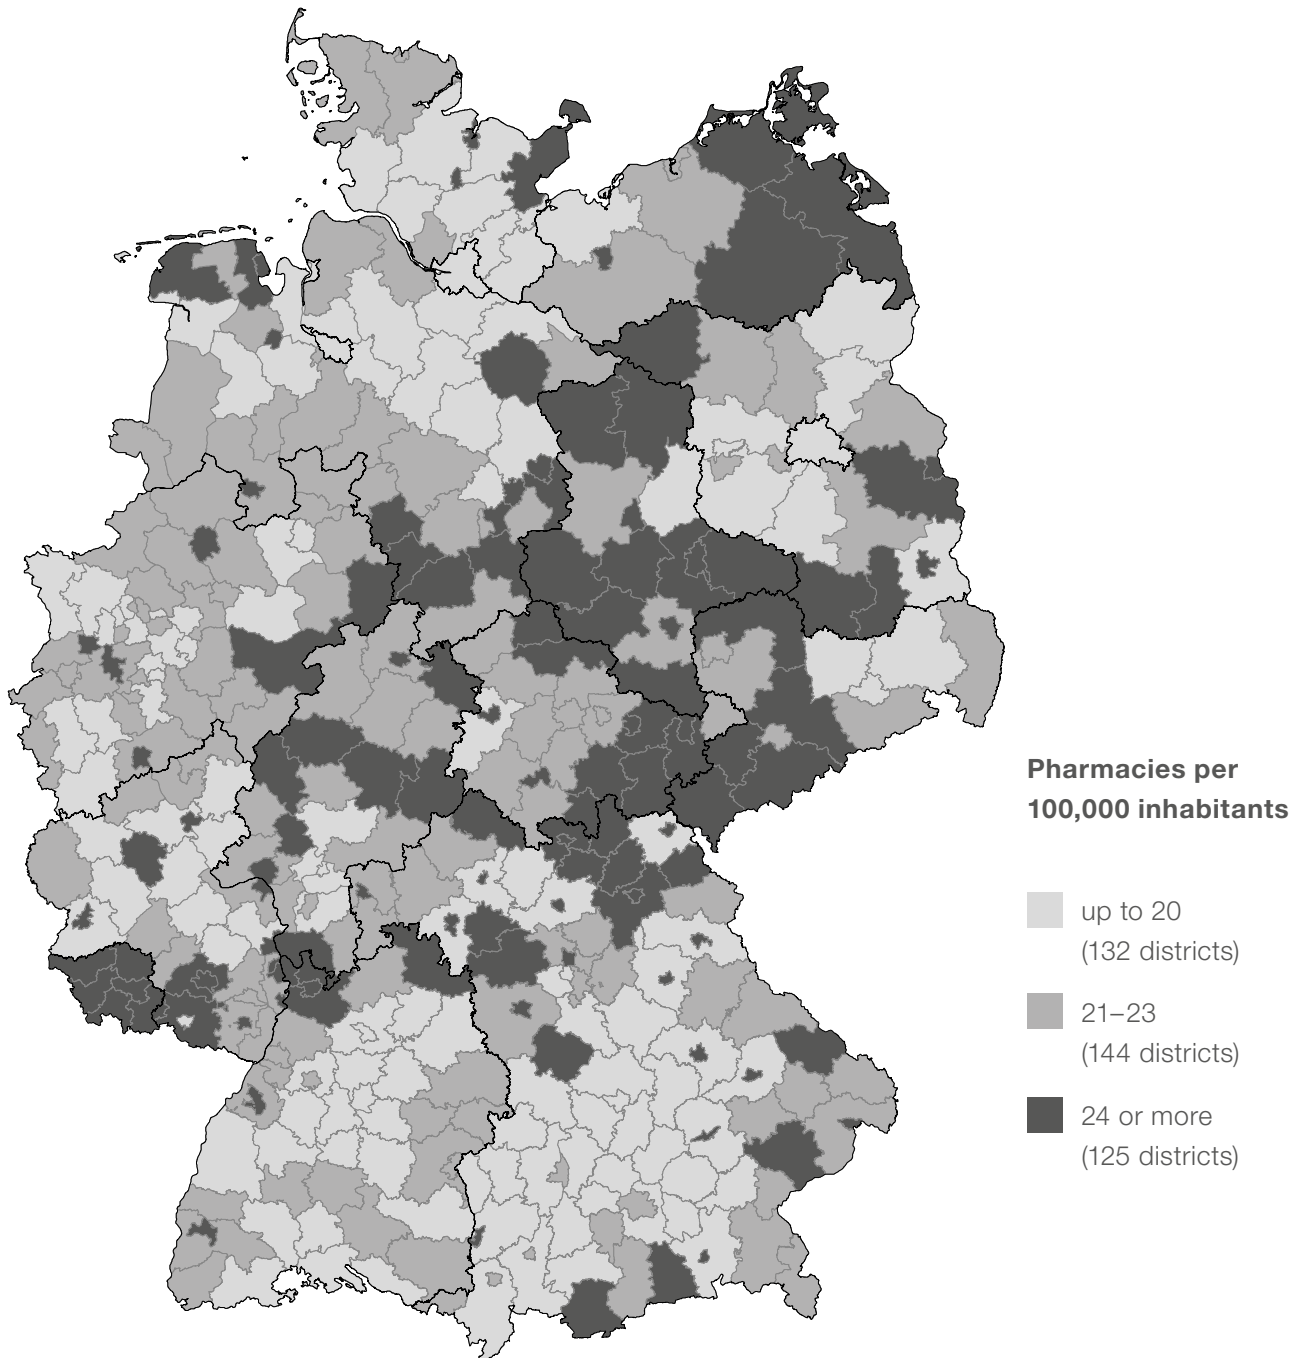 Pharmacies per
100,000 inhabitants
up to 20
(132 districts)
21–23
(144 districts)
24 or more
(125 districts)